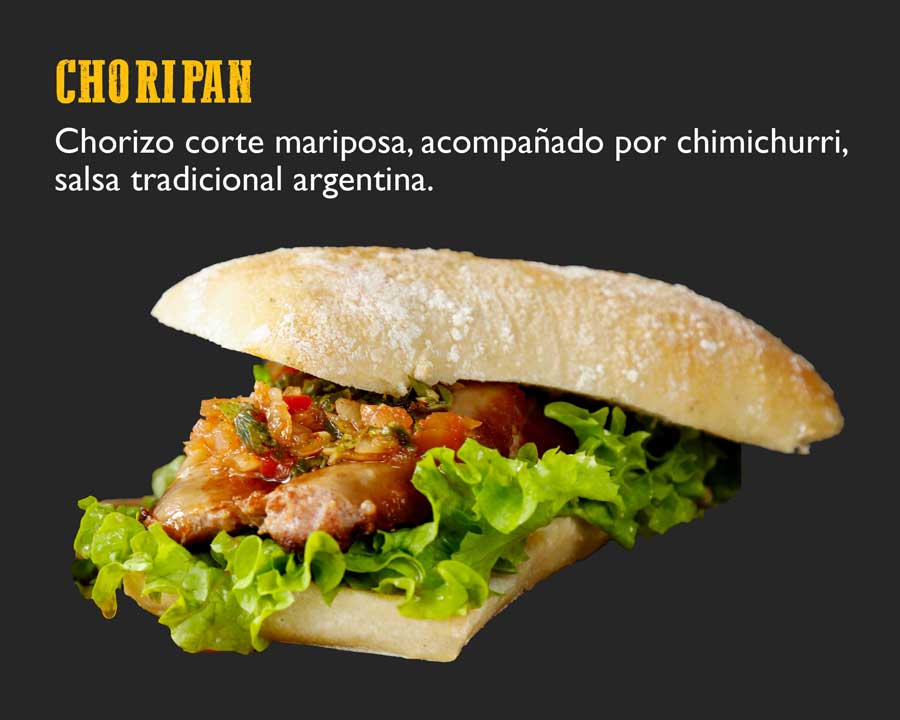 CHORIPAN
Chorizo corte mariposa, acompañado por chimichurri,
salsa tradicional argentina.